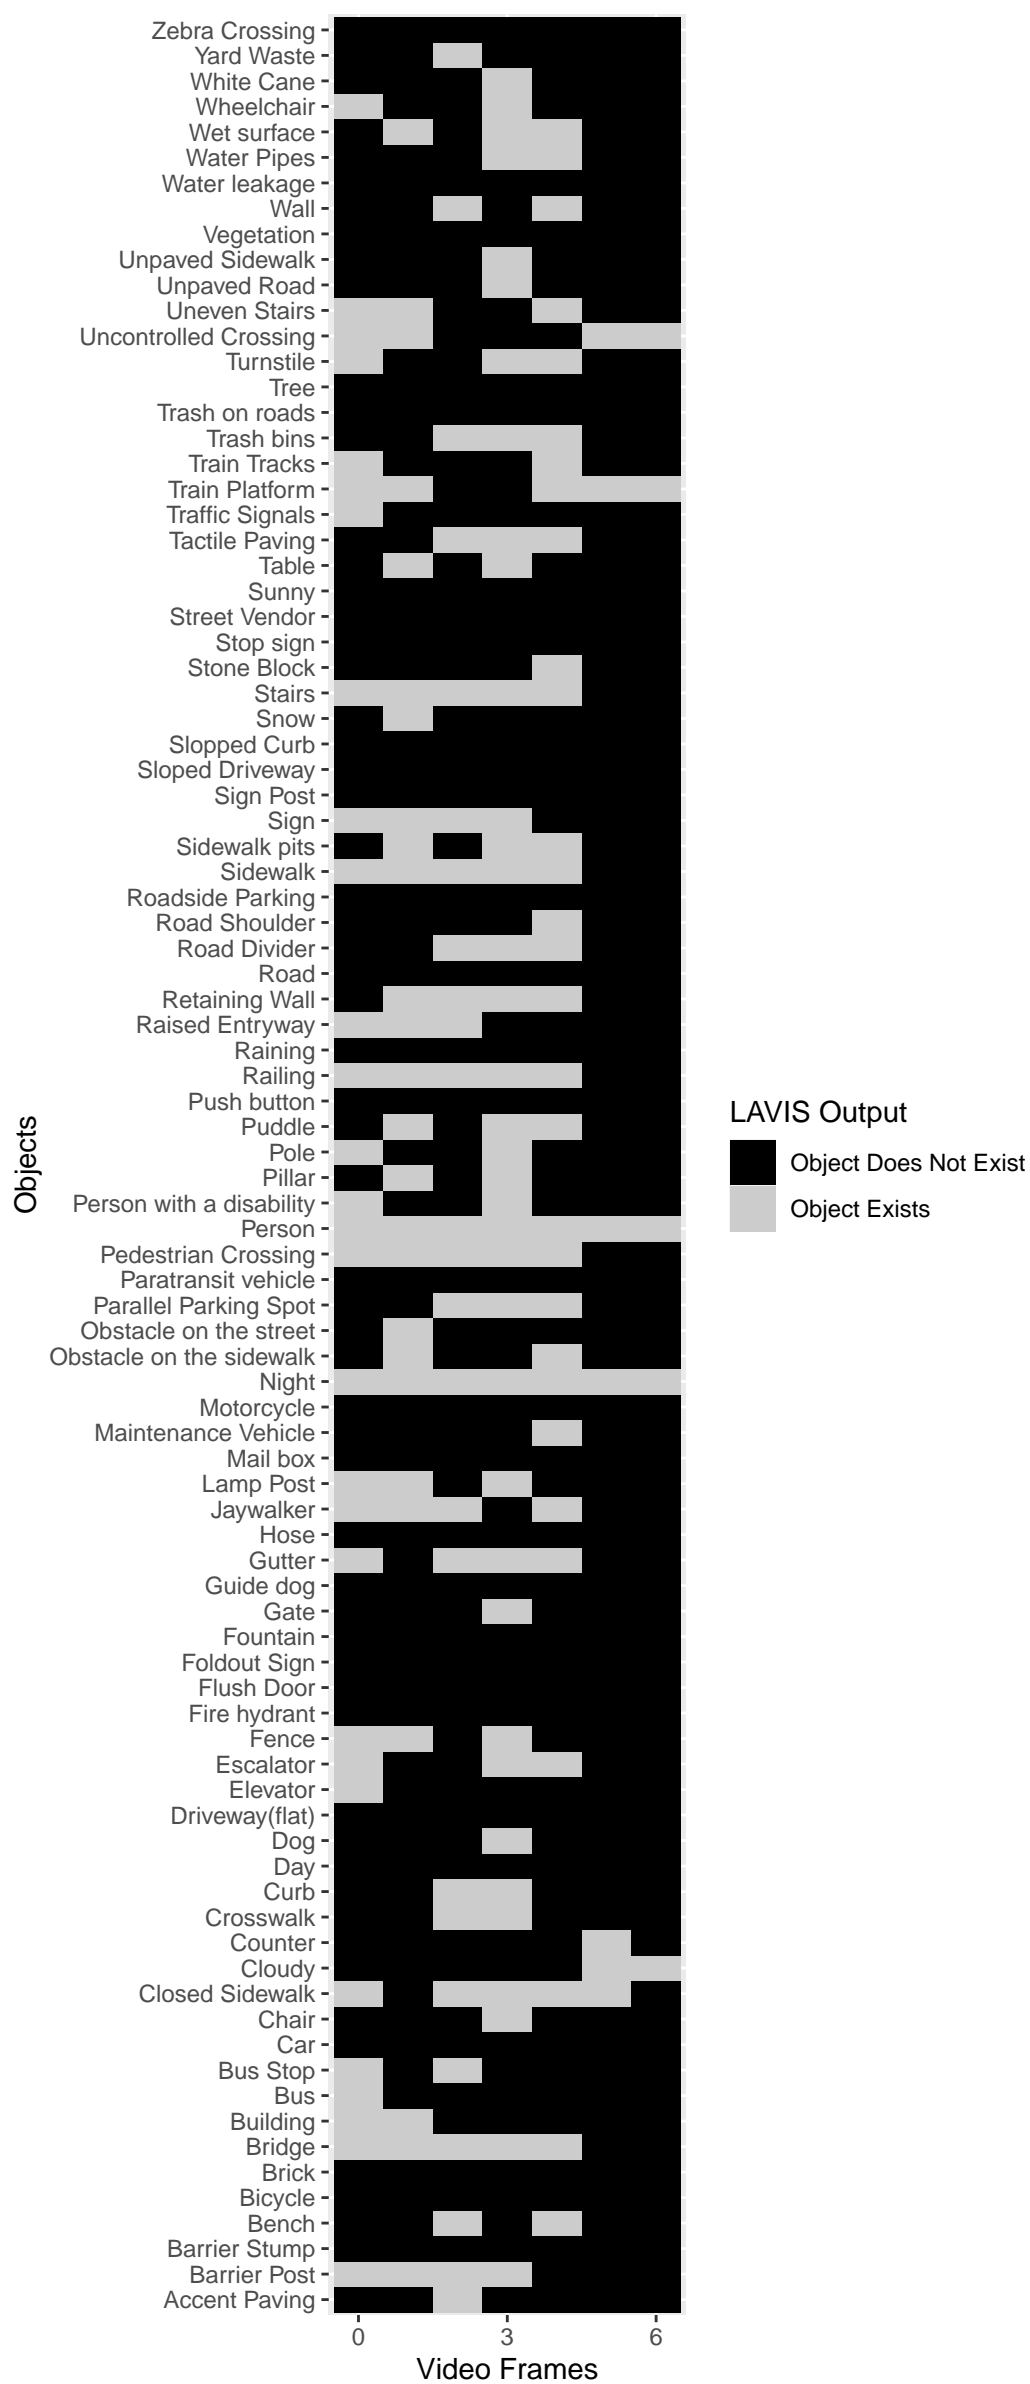 Zebra Crossing
Yard Waste
White Cane
Wheelchair
Wet surface
Water Pipes
Water leakage
Wall
Vegetation
Unpaved Sidewalk
Unpaved Road
Uneven Stairs
Uncontrolled Crossing
Turnstile
Tree
Trash on roads
Trash bins
Train Tracks
Train Platform
Traffic Signals
Tactile Paving
Table
Sunny
Street Vendor
Stop sign
Stone Block
Stairs
Snow
Slopped Curb
Sloped Driveway
Sign Post
Sign
Sidewalk pits
Sidewalk
Roadside Parking
Road Shoulder
Road Divider
Road
Retaining Wall
Raised Entryway
Raining
Railing
Push button
Puddle
Pole
Pillar
Person with a disability
Person
Pedestrian Crossing
Paratransit vehicle
Parallel Parking Spot
Obstacle on the street
Obstacle on the sidewalk
Night
Motorcycle
Maintenance Vehicle
Mail box
Lamp Post
Jaywalker
Hose
Gutter
Guide dog
Gate
Fountain
Foldout Sign
Flush Door
Fire hydrant
Fence
Escalator
Elevator
Driveway(flat)
Dog
Day
Curb
Crosswalk
Counter
Cloudy
Closed Sidewalk
Chair
Car
Bus Stop
Bus
Building
Bridge
Brick
Bicycle
Bench
Barrier Stump
Barrier Post
Accent Paving
0 3 6
Video Frames
Objects
LAVIS Output
Object Does Not Exist
Object Exists